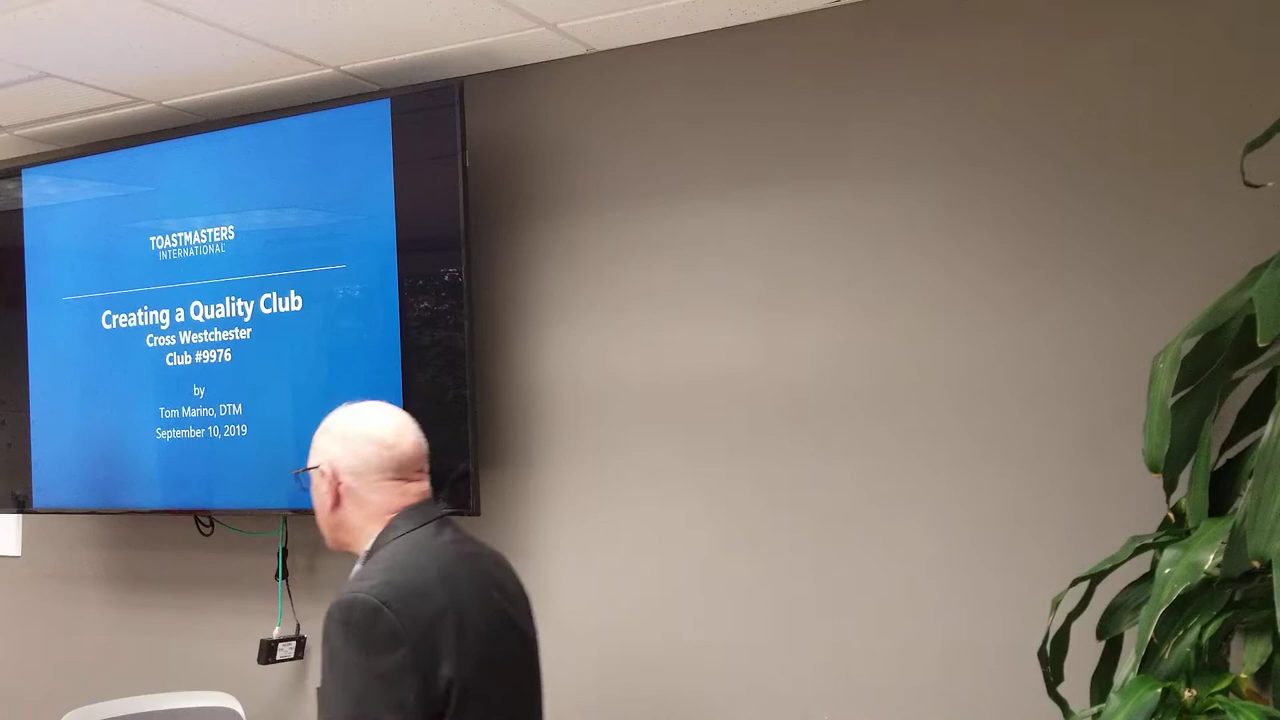 TOASTMASTERS
INTERNATIONAL
Creating a Quality Club
Cross Westchester
Club #9976
by
Tom Marino, DTM
September 10, 2019